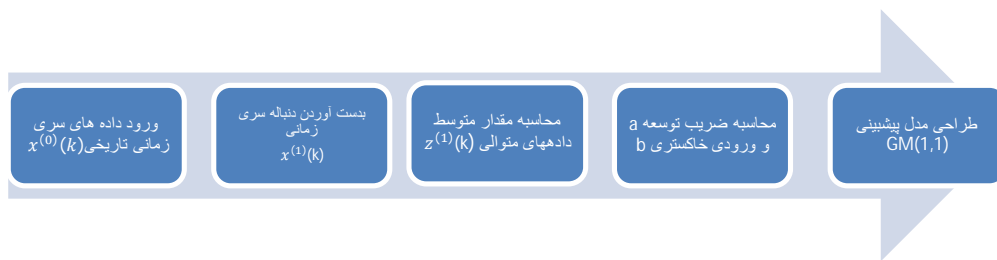 ورود داده های سری
زمانی تاریخی x⁽⁰⁾(k)
بدست آوردن دنباله سری
زمانی
x⁽¹⁾(k)
محاسبه مقدار متوسط
دادههای متوالی z⁽¹⁾(k)
محاسبه ضریب توسعه a
و ورودی خاکستری b
طراحی مدل پیشبینی
GM(1,1)